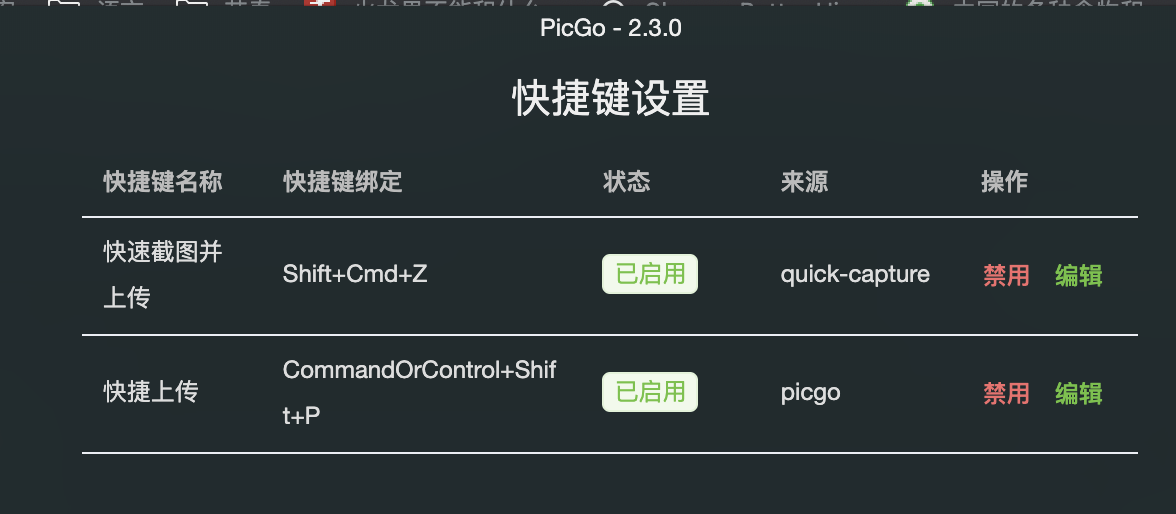 PicGo - 2.3.0
快捷键设置
快捷键名称 快捷键绑定 状态 来源 操作
快速截图并
上传
Shift+Cmd+Z 已启用 quick-capture 禁用 编辑
快捷上传
CommandOrControl+Shif
t+P
已启用 picgo 禁用 编辑